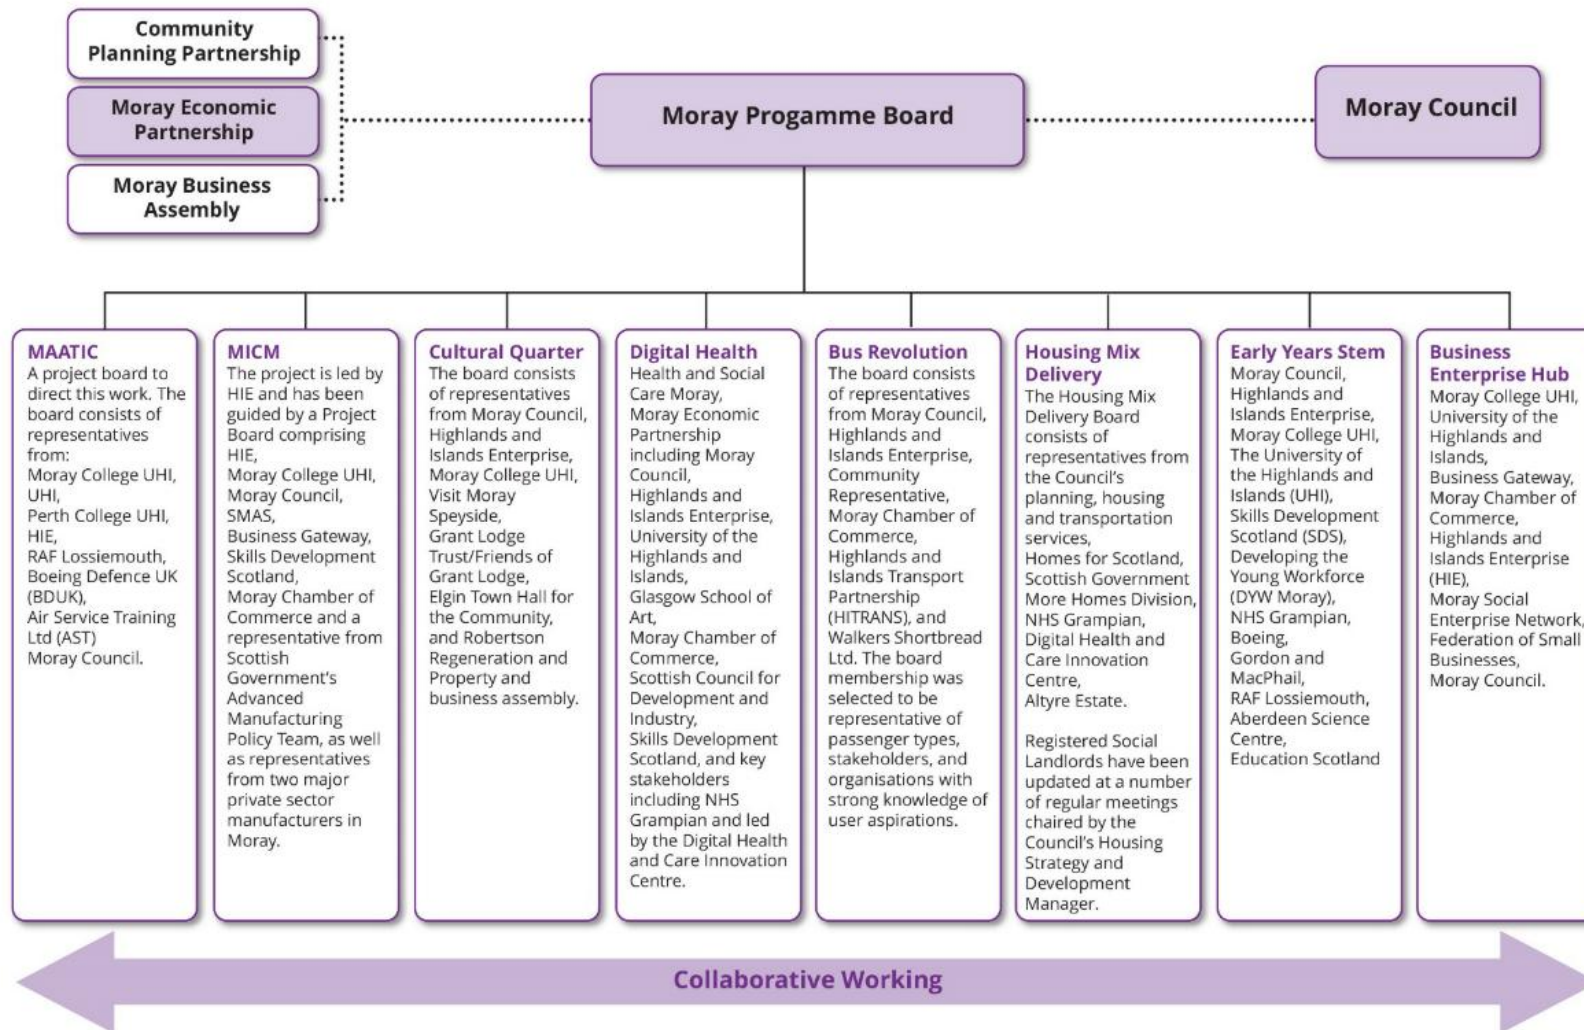 Community
Planning Partnership
Moray Economic
Partnership
Moray Business
Assembly
Moray Progamme Board
Moray Council
MAATIC
A project board to
direct this work. The
board consists of
representatives
from:
Moray College UHI,
UHI,
Perth College UHI,
HIE,
RAF Lossiemouth,
Boeing Defence UK
(BDUK),
Air Service Training
Ltd (AST)
Moray Council.
MICM
The project is led by
HIE and has been
guided by a Project
Board comprising
HIE,
Moray College UHI,
Moray Council,
SMAS,
Business Gateway,
Skills Development
Scotland,
Moray Chamber of
Commerce and a
representative from
Scottish
Government's
Advanced
Manufacturing
Policy Team, as well
as representatives
from two major
private sector
manufacturers in
Moray.
Cultural Quarter
The board consists
of representatives
from Moray Council,
Highlands and
Islands Enterprise,
Moray College UHI,
Visit Moray
Speyside,
Grant Lodge
Trust/Friends of
Grant Lodge,
Elgin Town Hall for
the Community,
and Robertson
Regeneration and
Property and
business assembly.
Digital Health
Health and Social
Care Moray,
Moray Economic
Partnership
including Moray
Council,
Highlands and
Islands Enterprise,
University of the
Highlands and
Islands,
Glasgow School of
Art,
Moray Chamber of
Commerce,
Scottish Council for
Development and
Industry,
Skills Development
Scotland, and key
stakeholders
including NHS
Grampian and led
by the Digital Health
and Care Innovation
Centre.
Bus Revolution
The board consists
of representatives
from Moray Council,
Highlands and
Islands Enterprise,
Community
Representative,
Moray Chamber of
Commerce,
Highlands and
Islands Transport
Partnership
(HITRANS), and
Walkers Shortbread
Ltd. The board
membership was
selected to be
representative of
passenger types,
stakeholders, and
organisations with
strong knowledge of
user aspirations.
Housing Mix
Delivery
The Housing Mix
Delivery Board
consists of
representatives from
the Council's
planning, housing
and transportation
services,
Homes for Scotland,
Scottish Government
More Homes Division,
NHS Grampian,
Digital Health and
Care Innovation
Centre,
Altyre Estate.
Registered Social
Landlords have been
updated at a number
of regular meetings
chaired by the
Council's Housing
Strategy and
Development
Manager.
Early Years Stem
Moray Council,
Highlands and
Islands Enterprise,
Moray College UHI,
The University of
the Highlands and
Islands (UHI),
Skills Development
Scotland (SDS),
Developing the
Young Workforce
(DYW Moray),
NHS Grampian,
Boeing,
Gordon and
MacPhail,
RAF Lossiemouth,
Aberdeen Science
Centre,
Education Scotland
Business
Enterprise Hub
Moray College UHI,
University of the
Highlands and
Islands,
Business Gateway,
Moray Chamber of
Commerce,
Highlands and
Islands Enterprise
(HIE),
Moray Social
Enterprise Network,
Federation of Small
Businesses,
Moray Council.
Collaborative Working